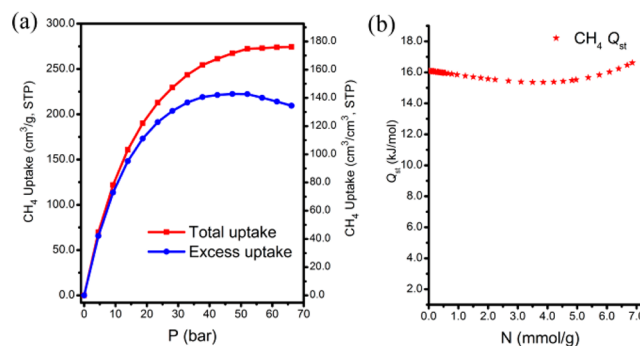 (a)
300.0
250.0
200.0
150.0
100.0
50.0
0.0
CH₄ Uptake (cm³/g, STP)
180.0
160.0
140.0
120.0
100.0
80.0
60.0
40.0
20.0
0.0
CH₄ Uptake (cm³/cm³, STP)
Total uptake
Excess uptake
0 10 20 30 40 50 60 70
P (bar)
(b)
CH₄ Qst
20.0
18.0
16.0
14.0
12.0
10.0
8.0
6.0
4.0
2.0
Qst (kJ/mol)
0.0 1.0 2.0 3.0 4.0 5.0 6.0 7.0
N (mmol/g)